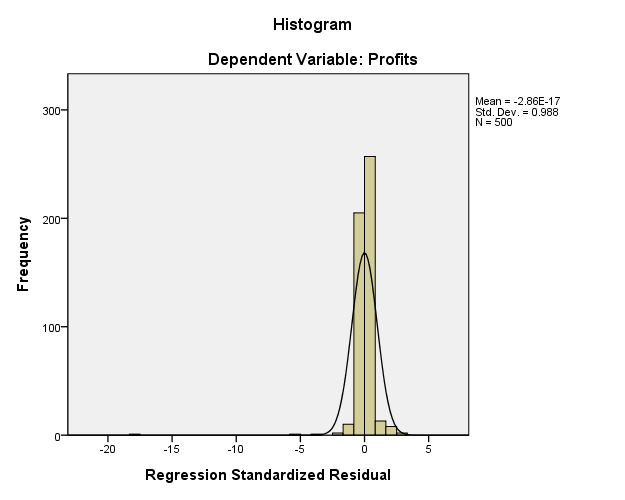 Histogram
Dependent Variable: Profits
Mean = -2.86E-17
Std. Dev. = 0.988
N = 500
300
200
100
0
Frequency
-20 -15 -10 -5 0 5
Regression Standardized Residual